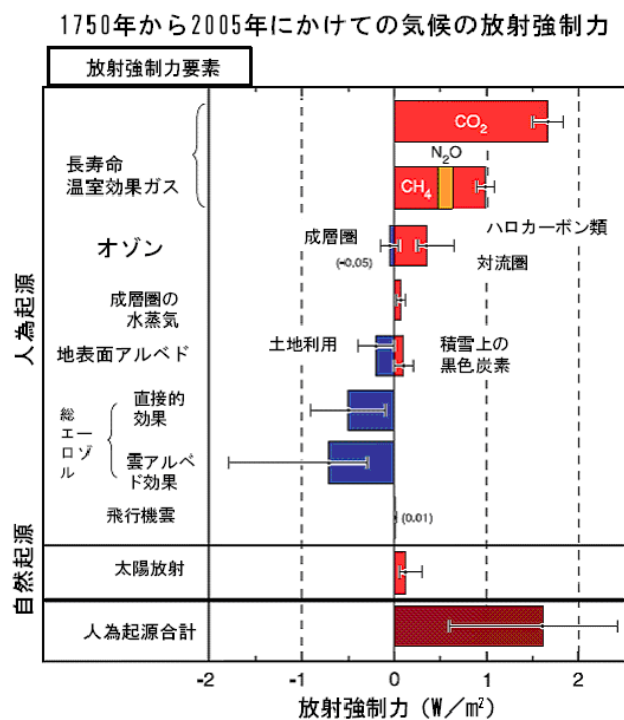 1750年から2005年にかけての気候の放射強制力
放射強制力要素
人為起源
長寿命
温室効果ガス
CO₂
N₂O
CH₄
ハロカーボン類
オゾン
成層圏
(-0.05)
対流圏
成層圏の
水蒸気
地表面アルベド
土地利用
積雪上の
黒色炭素
総エーロゾル
直接的
効果
雲アルベ
ド効果
飛行機雲
(0.01)
自然起源
太陽放射
人為起源合計
-2 -1 0 1 2
放射強制力 (W/m²)